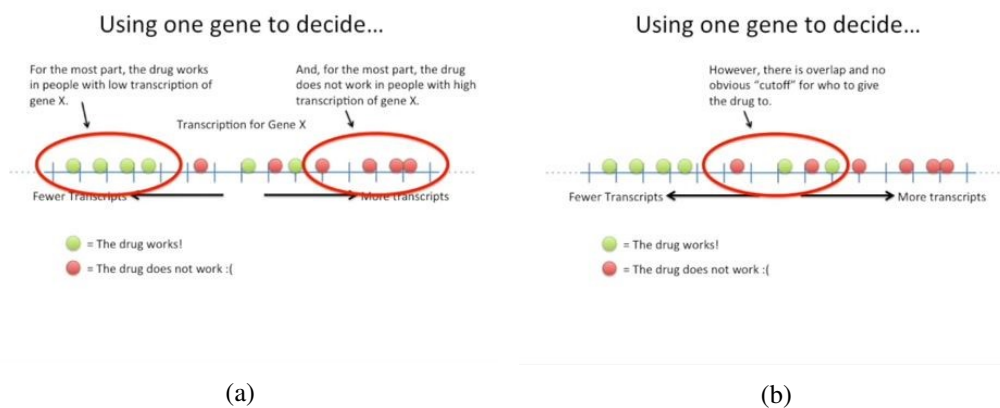 Using one gene to decide...
For the most part, the drug works
in people with low transcription of
gene X.
And, for the most part, the drug
does not work in people with high
transcription of gene X.
Transcription for Gene X
Fewer Transcripts
More transcripts
= The drug works!
= The drug does not work :(
(a)
Using one gene to decide...
However, there is overlap and no
obvious "cutoff" for who to give
the drug to.
Fewer Transcripts
More transcripts
= The drug works!
= The drug does not work :(
(b)